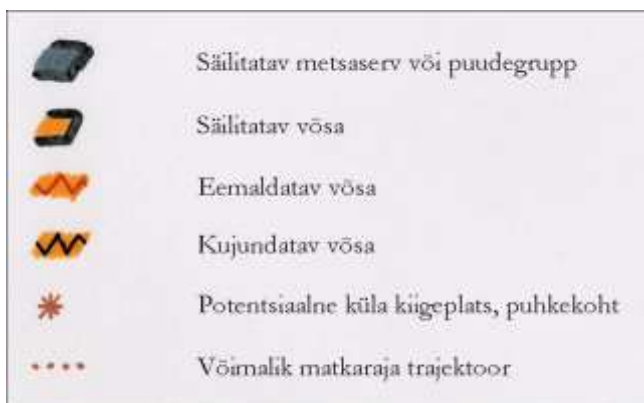 Säilitatav metsaserv või puudegrupp
Säilitatav võsa
Eemaldatav võsa
Kujundatav võsa
Potentsiaalne küla kiigeplats, puhkekoht
Võimalik matkaraja trajektoor